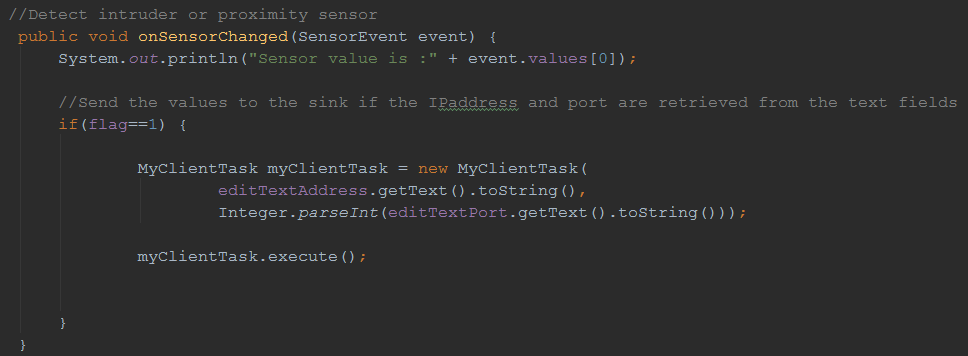 //Detect intruder or proximity sensor
public void onSensorChanged(SensorEvent event) {
System.out.println("Sensor value is :" + event.values[0]);
//Send the values to the sink if the IPaddress and port are retrieved from the text fields
if(flag==1) {
MyClientTask myClientTask = new MyClientTask(
editTextAddress.getText().toString(),
Integer.parseInt(editTextPort.getText().toString()));
myClientTask.execute();
}
}